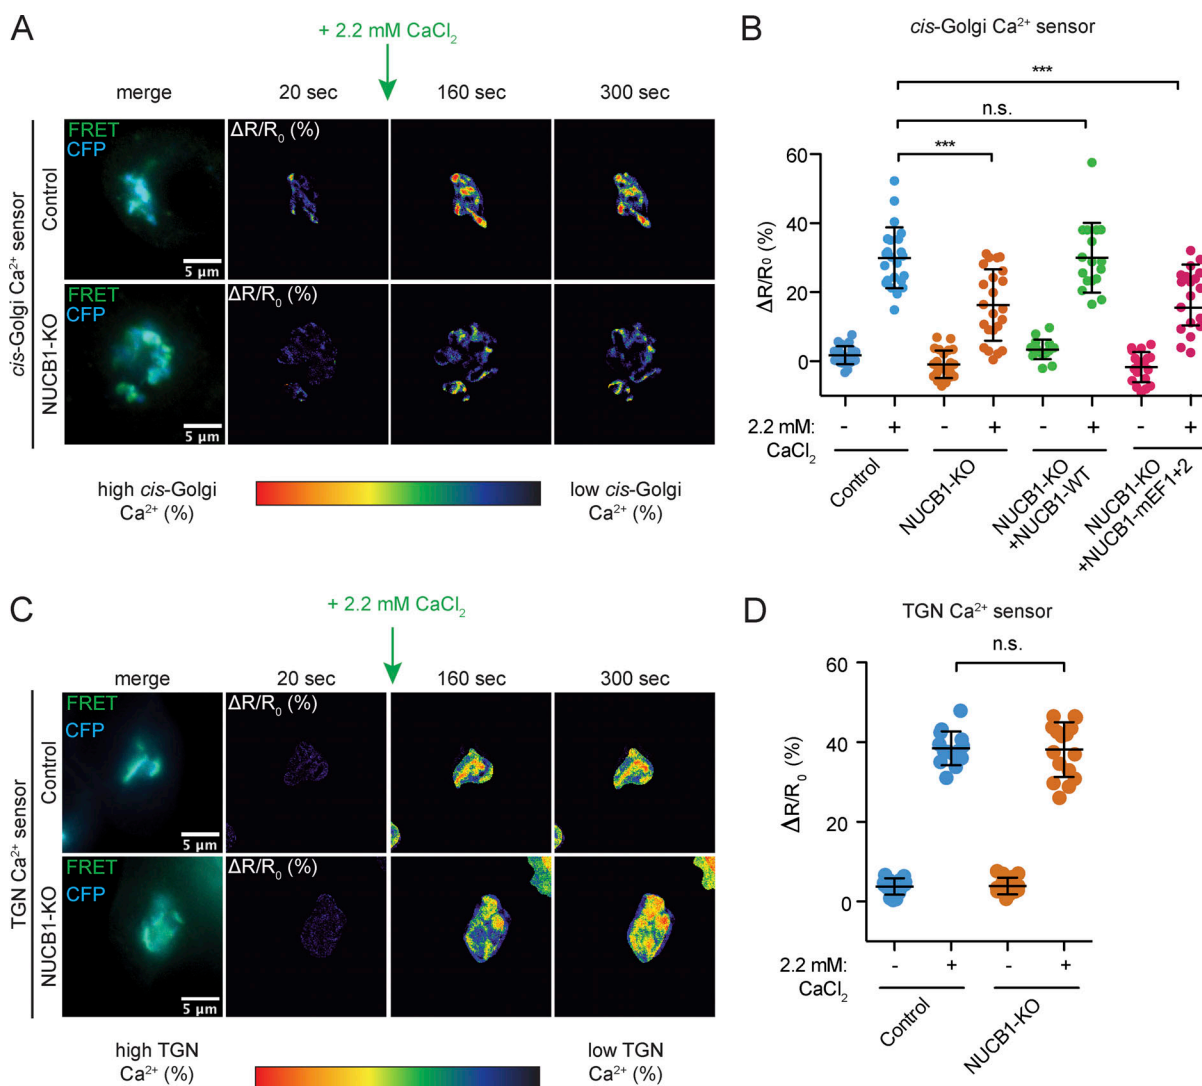 A
+ 2.2 mM CaCl₂
merge
20 sec
160 sec
300 sec
cis-Golgi Ca²⁺ sensor
Control
FRET
CFP
5 µm
ΔR/R₀ (%)
NUCB1-KO
FRET
CFP
5 µm
ΔR/R₀ (%)
high cis-Golgi
Ca²⁺ (%)
low cis-Golgi
Ca²⁺ (%)
B
cis-Golgi Ca²⁺ sensor
***
n.s.
***
ΔR/R₀ (%)
60
40
20
0
2.2 mM:
CaCl₂
- + - + - + - +
Control
NUCB1-KO
NUCB1-KO
+NUCB1-WT
NUCB1-KO
+NUCB1-mEF1+2
C
+ 2.2 mM CaCl₂
merge
20 sec
160 sec
300 sec
TGN Ca²⁺ sensor
Control
FRET
CFP
5 µm
ΔR/R₀ (%)
NUCB1-KO
FRET
CFP
5 µm
ΔR/R₀ (%)
high TGN
Ca²⁺ (%)
low TGN
Ca²⁺ (%)
D
TGN Ca²⁺ sensor
n.s.
ΔR/R₀ (%)
60
40
20
0
2.2 mM:
CaCl₂
- + - +
Control
NUCB1-KO